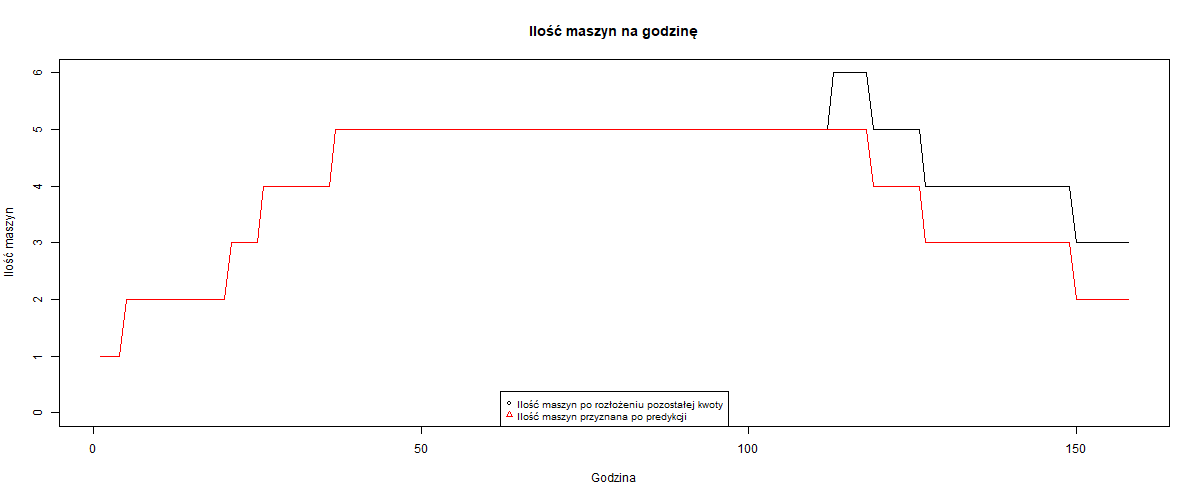 Ilość maszyn na godzinę
Ilość maszyn
6
5
4
3
2
1
0
Ilość maszyn po rozłożeniu pozostałej kwoty
Ilość maszyn przyznana po predykcji
0 50 100 150
Godzina